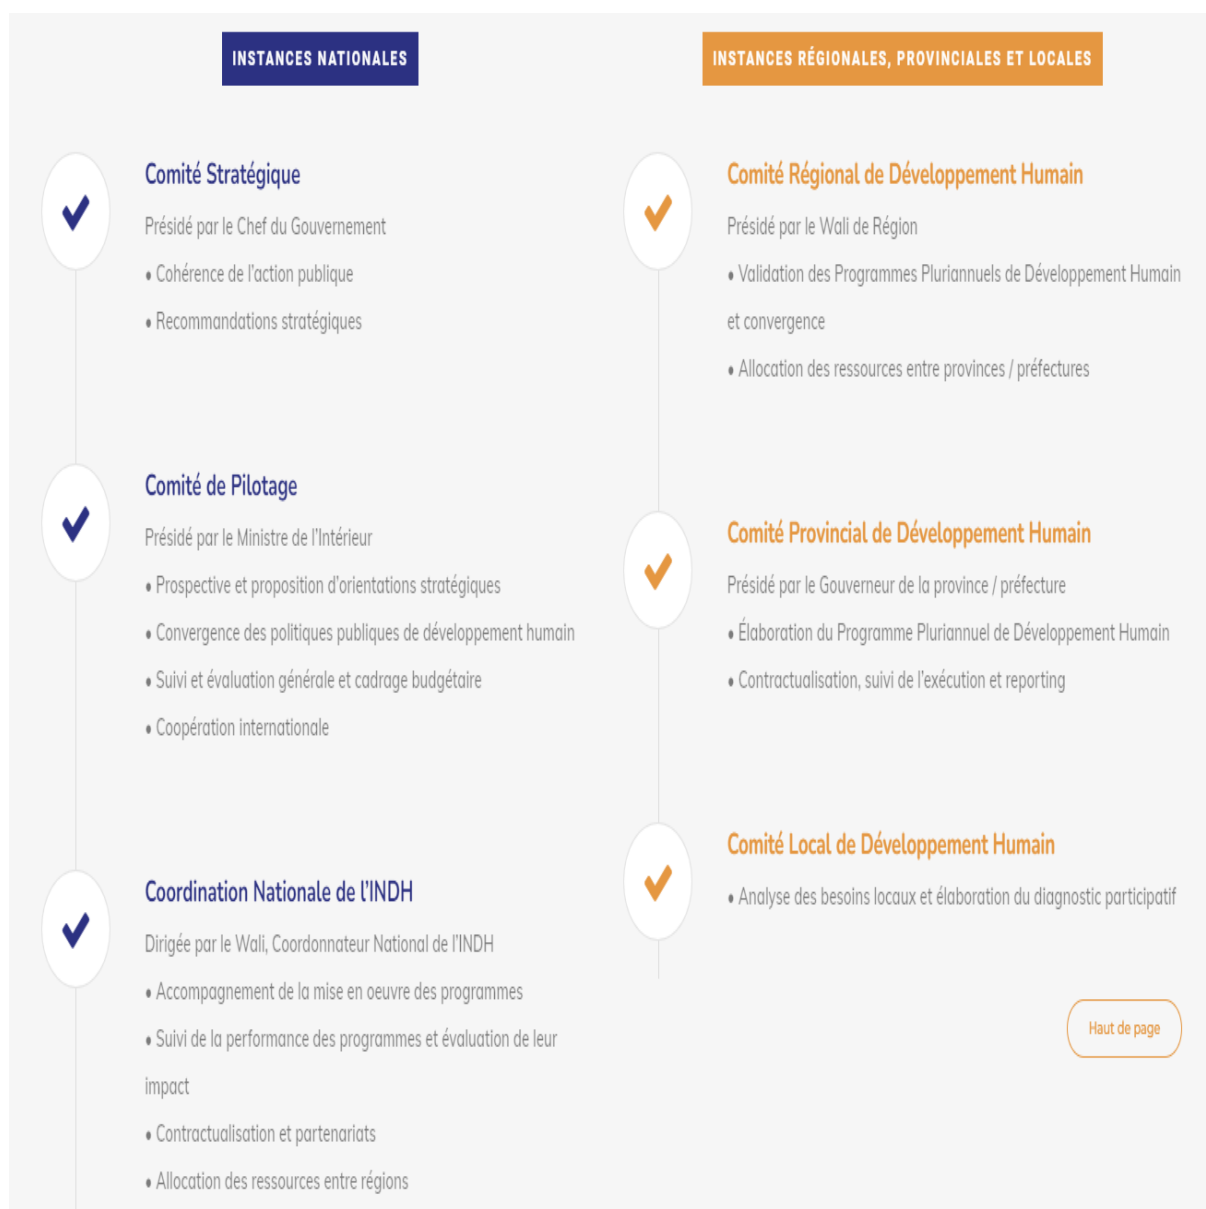 INSTANCES NATIONALES
Comité Stratégique
Présidé par le Chef du Gouvernement
• Cohérence de l'action publique
• Recommandations stratégiques
Comité de Pilotage
Présidé par le Ministre de l'Intérieur
• Prospective et proposition d'orientations stratégiques
• Convergence des politiques publiques de développement humain
• Suivi et évaluation générale et cadrage budgétaire
• Coopération internationale
Coordination Nationale de l'INDH
Dirigée par le Wali, Coordonnateur National de l'INDH
• Accompagnement de la mise en oeuvre des programmes
• Suivi de la performance des programmes et évaluation de leur
impact
• Contractualisation et partenariats
• Allocation des ressources entre régions
INSTANCES RÉGIONALES, PROVINCIALES ET LOCALES
Comité Régional de Développement Humain
Présidé par le Wali de Région
• Validation des Programmes Pluriannuels de Développement Humain
et convergence
• Allocation des ressources entre provinces / préfectures
Comité Provincial de Développement Humain
Présidé par le Gouverneur de la province / préfecture
• Élaboration du Programme Pluriannuel de Développement Humain
• Contractualisation, suivi de l'exécution et reporting
Comité Local de Développement Humain
• Analyse des besoins locaux et élaboration du diagnostic participatif
Haut de page